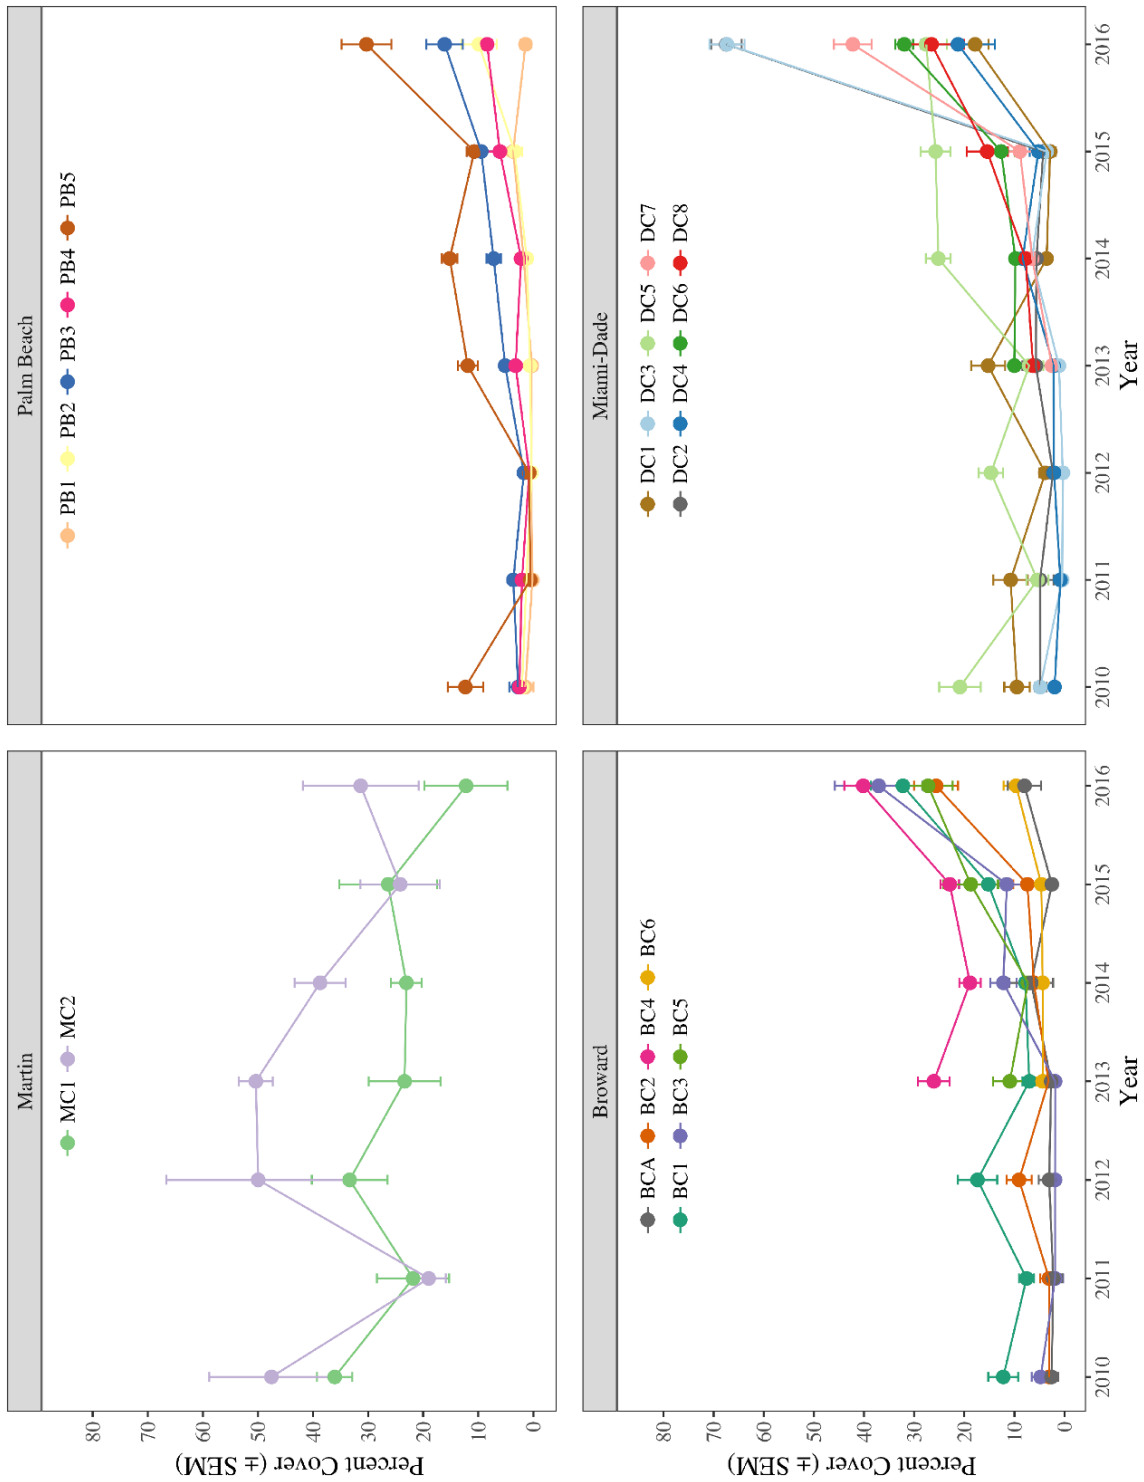 Martin
MC1 MC2
Palm Beach
PB1 PB2 PB3 PB4 PB5
80
70
60
50
40
30
20
10
0
Percent Cover (± SEM)
Broward
BCA BC2 BC4 BC6
BC1 BC3 BC5
Miami-Dade
DC1 DC3 DC5 DC7
DC2 DC4 DC6 DC8
80
70
60
50
40
30
20
10
0
Percent Cover (± SEM)
2010 2011 2012 2013 2014 2015 2016
2010 2011 2012 2013 2014 2015 2016
Year
Year